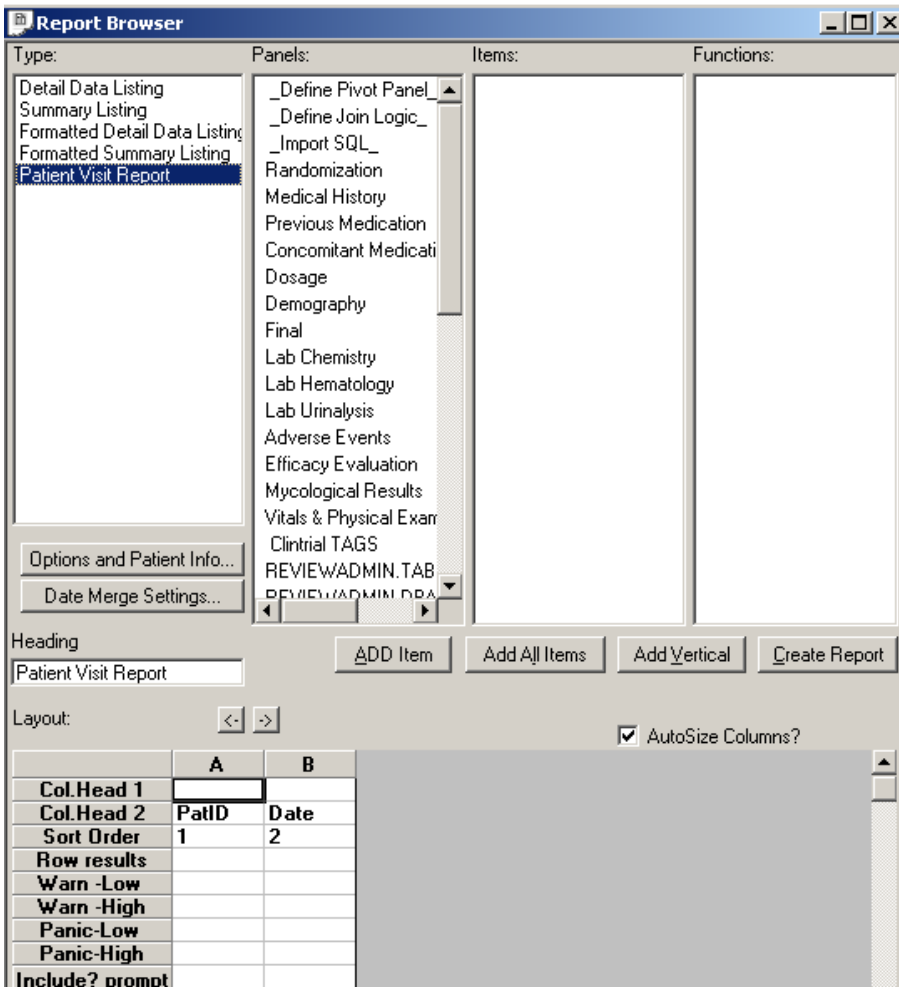 Report Browser
Type:
Detail Data Listing
Summary Listing
Formatted Detail Data Listing
Formatted Summary Listing
Patient Visit Report
Options and Patient Info...
Date Merge Settings...
Panels:
_Define Pivot Panel_
_Define Join Logic_
_Import SQL_
Randomization
Medical History
Previous Medication
Concomitant Medicati
Dosage
Demography
Final
Lab Chemistry
Lab Hematology
Lab Urinalysis
Adverse Events
Efficacy Evaluation
Mycological Results
Vitals & Physical Exam
Clintrial TAGS
REVIEWADMIN.TAB
REVIEWADMIN.DRA
Items:
Functions:
Heading
Patient Visit Report
ADD Item
Add All Items
Add Vertical
Create Report
Layout:
<-
->
AutoSize Columns?
A B
Col.Head 1
Col.Head 2 PatID Date
Sort Order 1 2
Row results
Warn -Low
Warn -High
Panic-Low
Panic-High
Include? prompt